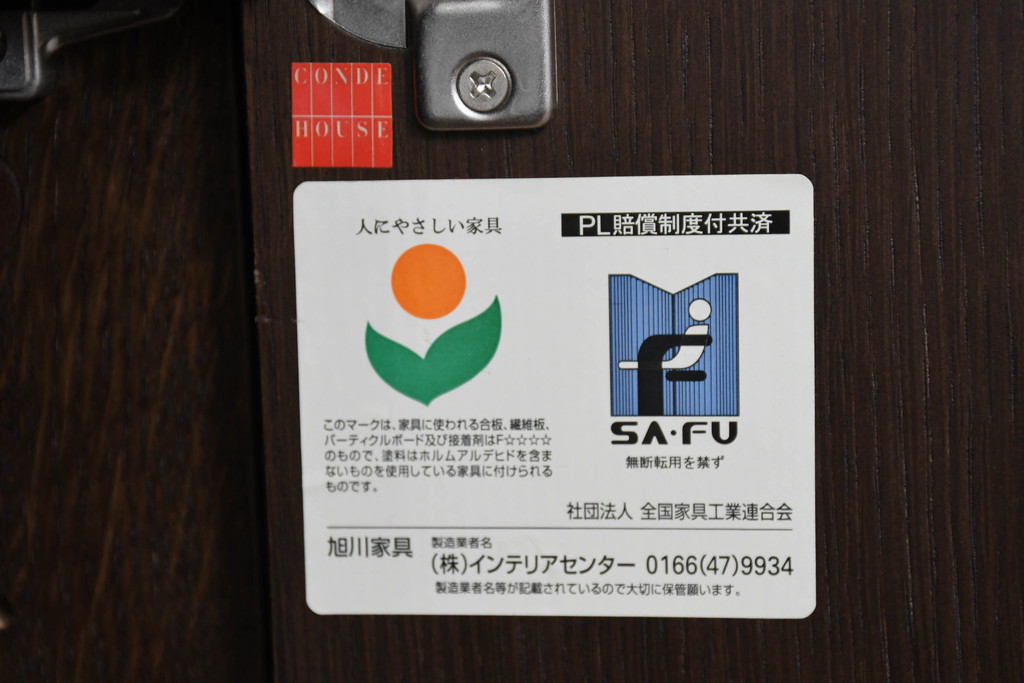 CONDE
HOUSE
人にやさしい家具
PL賠償制度付共済
このマークは、家具に使われる合板、繊維板、
パーティクルボード及び接着剤はF☆☆☆☆
のもので、塗料はホルムアルデヒドを含ま
ないものを使用している家具に付けられる
ものです。
SA·FU
無断転用を禁ず
社団法人 全国家具工業連合会
旭川家具
製造業者名
(株)インテリアセンター 0166(47)9934
製造業者名等が記載されているので大切に保管願います。